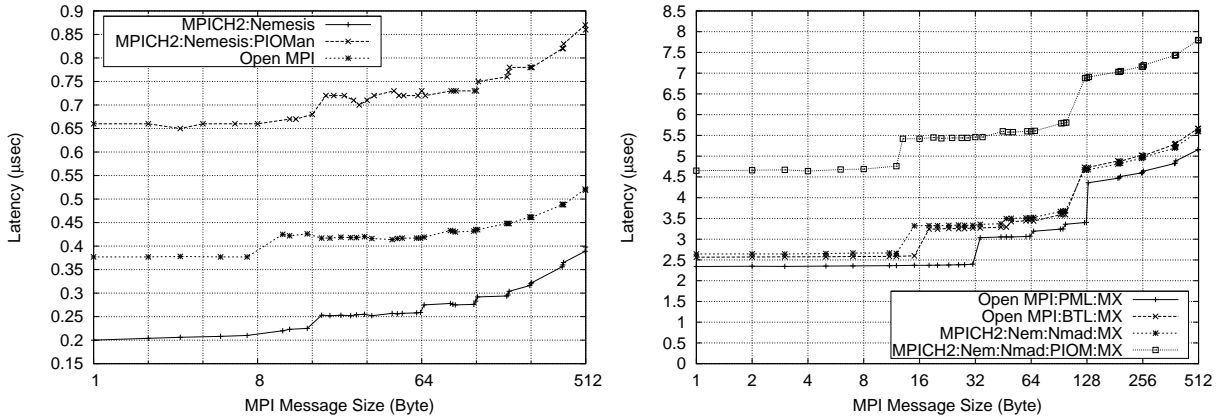 MPICH2:Nemesis
MPICH2:Nemesis:PIOMan
Open MPI
0.9
0.85
0.8
0.75
0.7
0.65
0.6
0.55
0.5
0.45
0.4
0.35
0.3
0.25
0.2
0.15
Latency (µsec)
1 8 64 512
MPI Message Size (Byte)
8.5
8
7.5
7
6.5
6
5.5
5
4.5
4
3.5
3
2.5
2
1.5
1
0.5
0
Latency (µsec)
Open MPI:PML:MX
Open MPI:BTL:MX
MPICH2:Nem:Nmad:MX
MPICH2:Nem:Nmad:PIOM:MX
1 2 4 8 16 32 64 128 256 512
MPI Message Size (Byte)